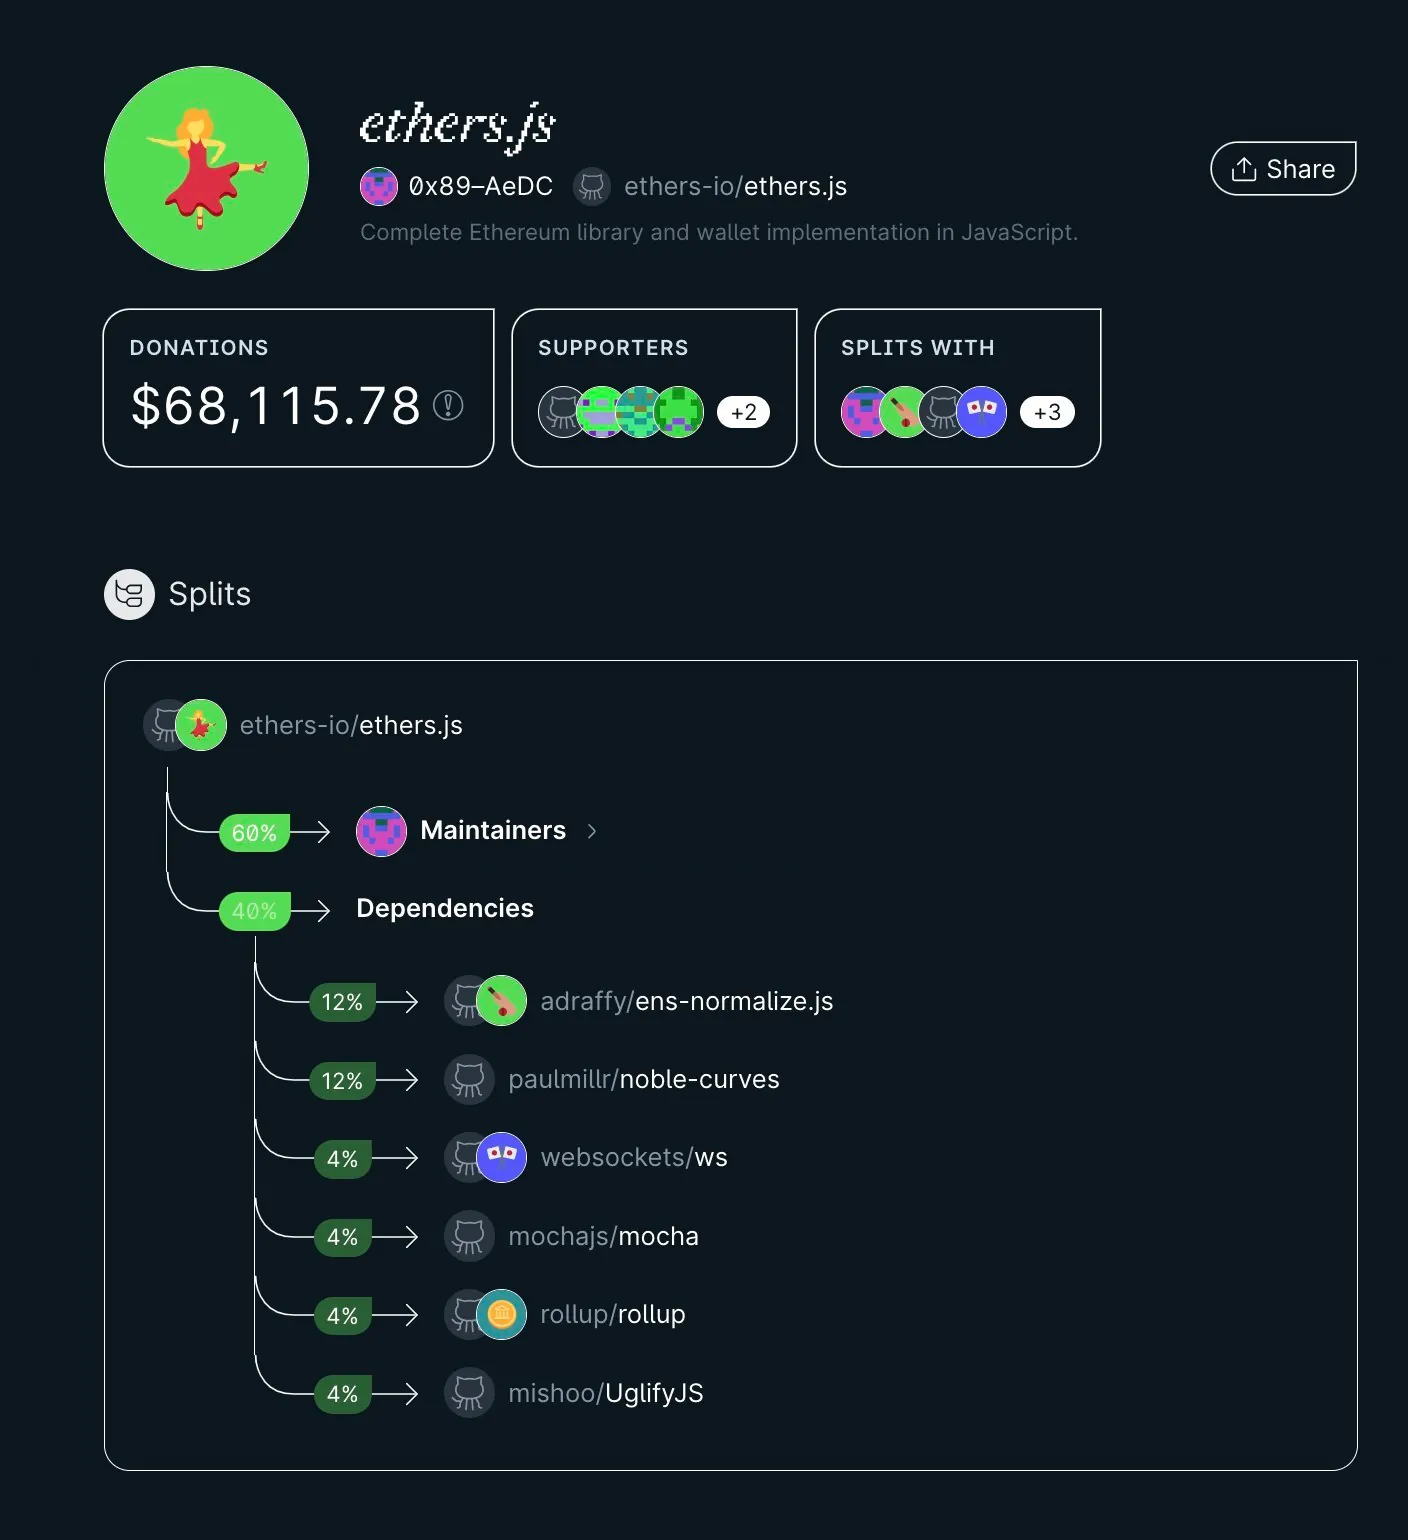 ethers.js
0x89–AeDC ethers-io/ethers.js
Complete Ethereum library and wallet implementation in JavaScript.
Share
DONATIONS
$68,115.78
SUPPORTERS
+2
SPLITS WITH
+3
Splits
ethers-io/ethers.js
60% Maintainers
40% Dependencies
12% adraffy/ens-normalize.js
12% paulmillr/noble-curves
4% websockets/ws
4% mochajs/mocha
4% rollup/rollup
4% mishoo/UglifyJS